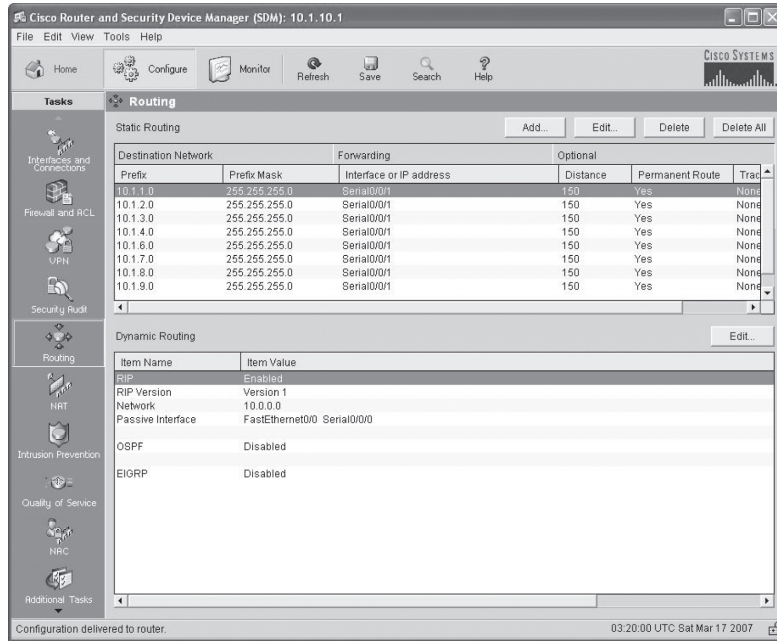 Cisco Router and Security Device Manager (SDM): 10.1.10.1
File Edit View Tools Help
Home Configure Monitor Refresh Save Search Help
CISCO SYSTEMS
Tasks
Interfaces and Connections
Firewall and ACL
VPN
Security Audit
Routing
NAT
Intrusion Prevention
Quality of Service
NAC
Additional Tasks
Routing
Static Routing Add... Edit... Delete Delete All
Destination Network Forwarding Optional
Prefix Prefix Mask Interface or IP address Distance Permanent Route Trac
10.1.1.0 255.255.255.0 Serial0/0/1 150 Yes None
10.1.2.0 255.255.255.0 Serial0/0/1 150 Yes None
10.1.3.0 255.255.255.0 Serial0/0/1 150 Yes None
10.1.4.0 255.255.255.0 Serial0/0/1 150 Yes None
10.1.6.0 255.255.255.0 Serial0/0/1 150 Yes None
10.1.7.0 255.255.255.0 Serial0/0/1 150 Yes None
10.1.8.0 255.255.255.0 Serial0/0/1 150 Yes None
10.1.9.0 255.255.255.0 Serial0/0/1 150 Yes None
Dynamic Routing Edit...
Item Name Item Value
RIP Enabled
RIP Version Version 1
Network 10.0.0.0
Passive Interface FastEthernet0/0 Serial0/0/0
OSPF Disabled
EIGRP Disabled
Configuration delivered to router. 03:20:00 UTC Sat Mar 17 2007